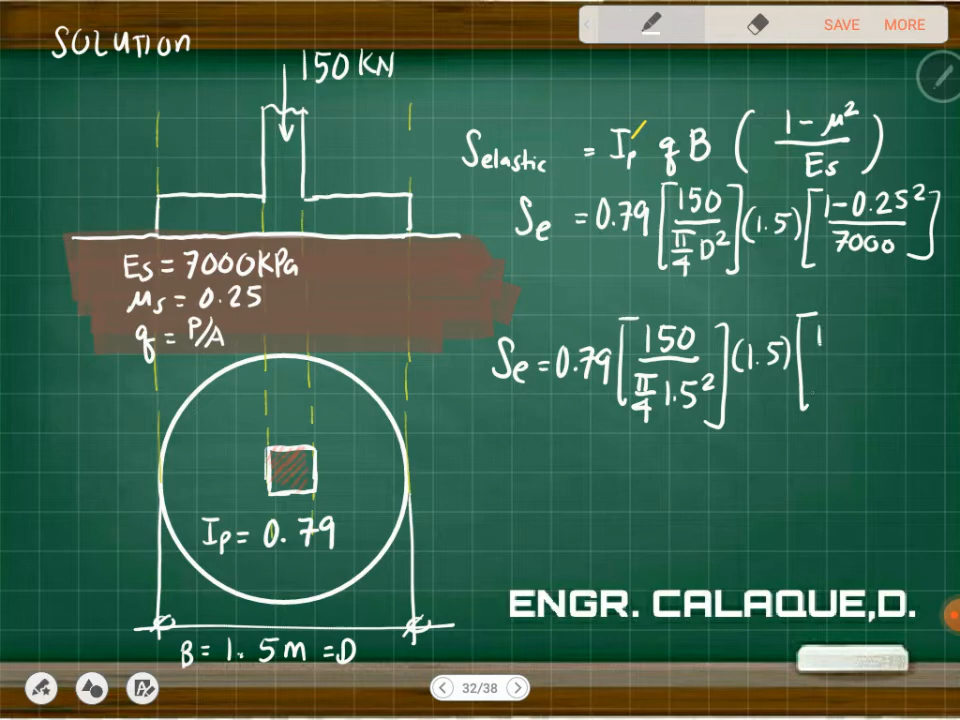 SAVE MORE
SOLUTION
150 KN
S elastic = Ip q B ( 1 - μ² / Es )
Se = 0.79 [ 150 / π/4 D² ] (1.5) [ 1 - 0.25² / 7000 ]
Es = 7000 KPa
μs = 0.25
q = P/A
Se = 0.79 [ 150 / π/4 1.5² ] (1.5) [ 1
Ip = 0.79
ENGR. CALAQUE,D.
B = 1.5 m = D
32/38